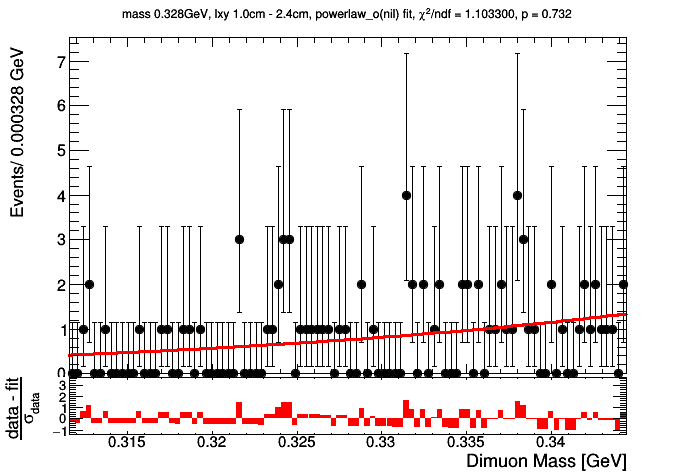 mass 0.328GeV, lxy 1.0cm - 2.4cm, powerlaw_o(nil) fit, χ²/ndf = 1.103300, p = 0.732
Events/ 0.000328 GeV
7
6
5
4
3
2
1
0
data - fit
σdata
3
2
1
0
−1
0.315 0.32 0.325 0.33 0.335 0.34
Dimuon Mass [GeV]